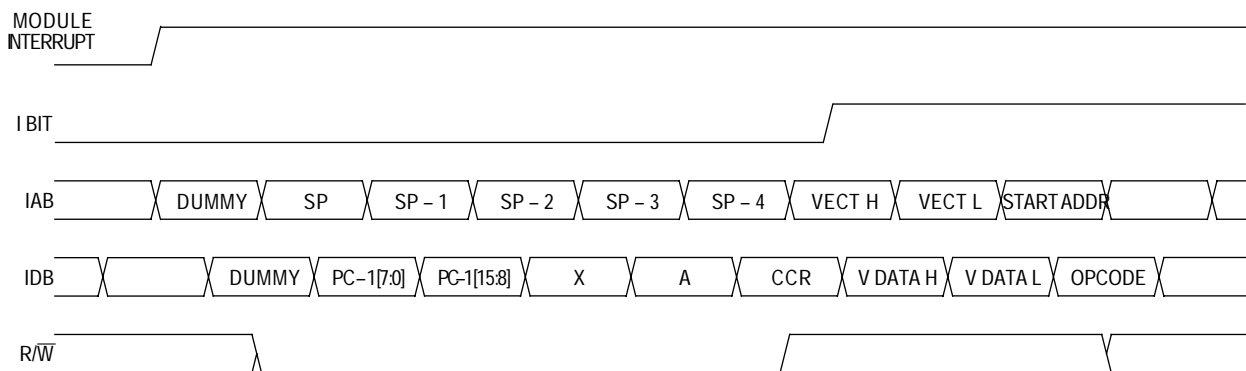 MODULE
INTERRUPT
I BIT
IAB DUMMY SP SP – 1 SP – 2 SP – 3 SP – 4 VECT H VECT L START ADDR
IDB DUMMY PC–1[7:0] PC-1[15:8] X A CCR V DATA H V DATA L OPCODE
R/W̅